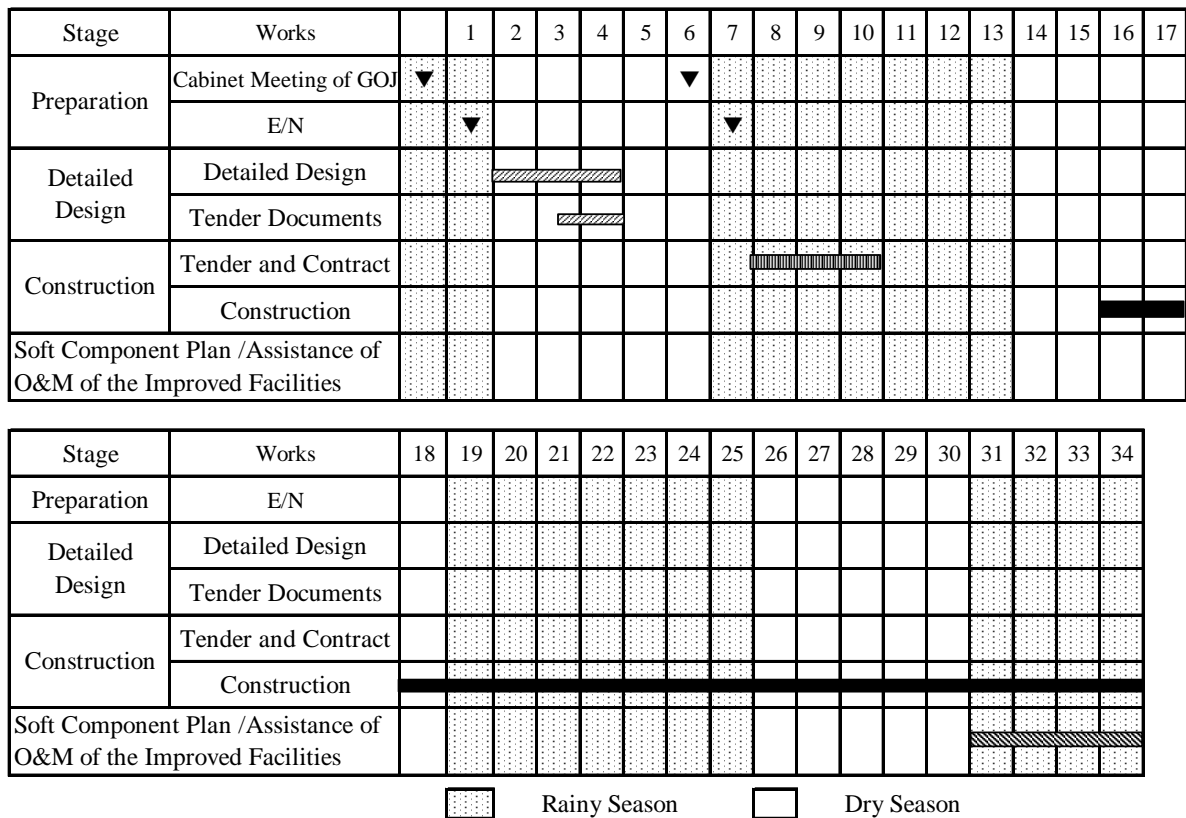 Stage Works 1 2 3 4 5 6 7 8 9 10 11 12 13 14 15 16 17
Preparation
Cabinet Meeting of GOJ
E/N
Detailed
Design
Detailed Design
Tender Documents
Construction
Tender and Contract
Construction
Soft Component Plan /Assistance of
O&M of the Improved Facilities
Stage Works 18 19 20 21 22 23 24 25 26 27 28 29 30 31 32 33 34
Preparation E/N
Detailed
Design
Detailed Design
Tender Documents
Construction
Tender and Contract
Construction
Soft Component Plan /Assistance of
O&M of the Improved Facilities
Rainy Season Dry Season